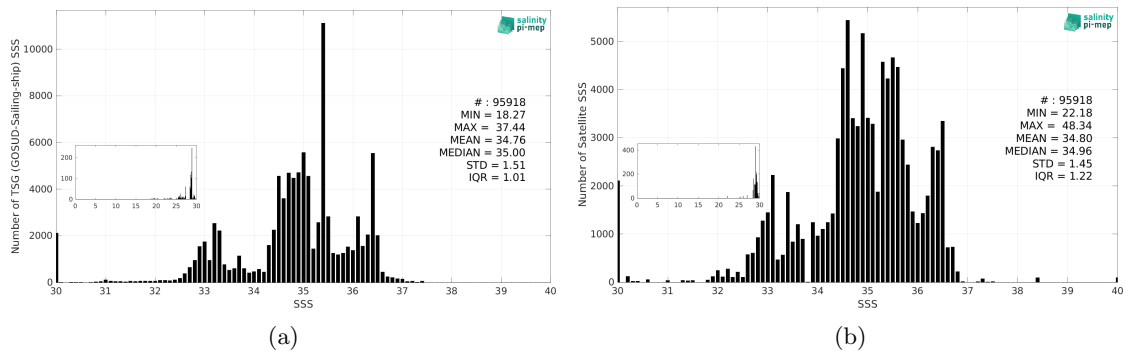 Number of TSG (GOSUD-Sailing-ship) SSS
10000
8000
6000
4000
2000
0
30 31 32 33 34 35 36 37 38 39 40
SSS
200
100
0
0 5 10 15 20 25 30
salinity
pi-mep
# : 95918
MIN = 18.27
MAX = 37.44
MEAN = 34.76
MEDIAN = 35.00
STD = 1.51
IQR = 1.01
(a)
Number of Satellite SSS
5000
4000
3000
2000
1000
0
30 31 32 33 34 35 36 37 38 39 40
SSS
400
200
0
0 5 10 15 20 25 30
salinity
pi-mep
# : 95918
MIN = 22.18
MAX = 48.34
MEAN = 34.80
MEDIAN = 34.96
STD = 1.45
IQR = 1.22
(b)